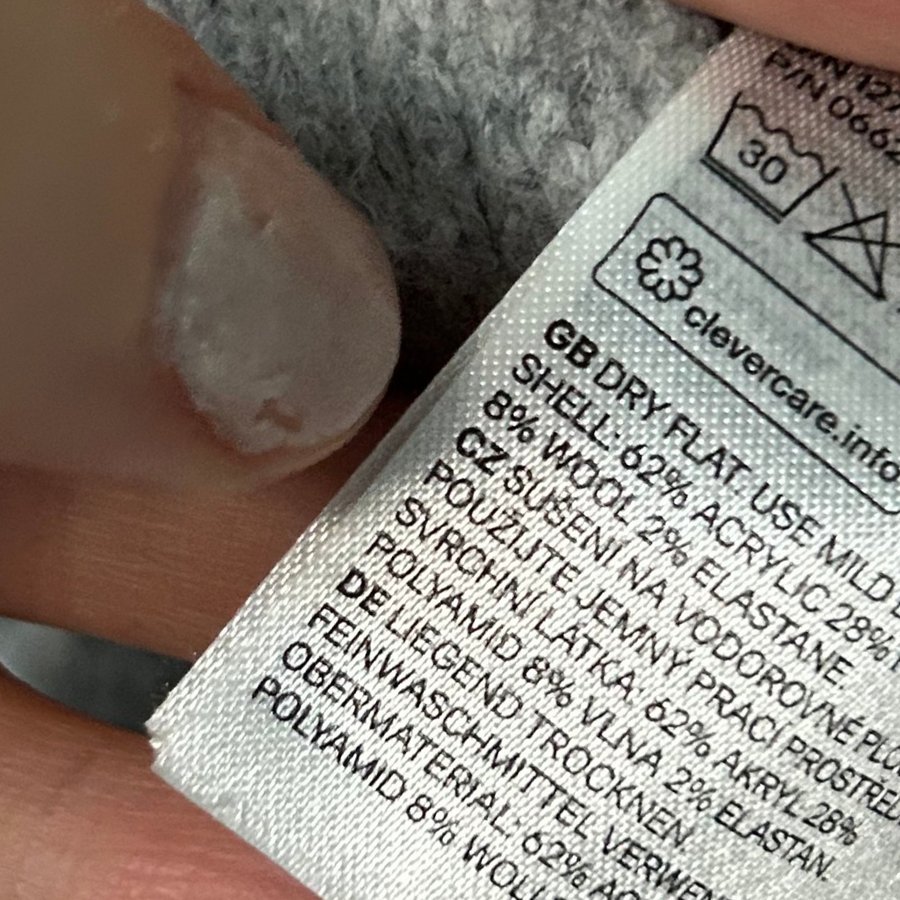 P/N 0662
30
clevercare.info
GB DRY FLAT. USE MILD
SHELL: 62% ACRYLIC 28%
8% WOOL 2% ELASTANE.
CZ SUŠENÍ NA VODOROVNÉ
POUŽIJTE JEMNÝ PRACÍ
SVRCHNÍ LÁTKA: 62% AKRYL 28%
POLYAMID 8% VLNA 2% ELASTAN.
DE LIEGEND TROCKNEN
FEINWASCHMITTEL
OBERMATERIAL: 62%
POLYAMID 8%